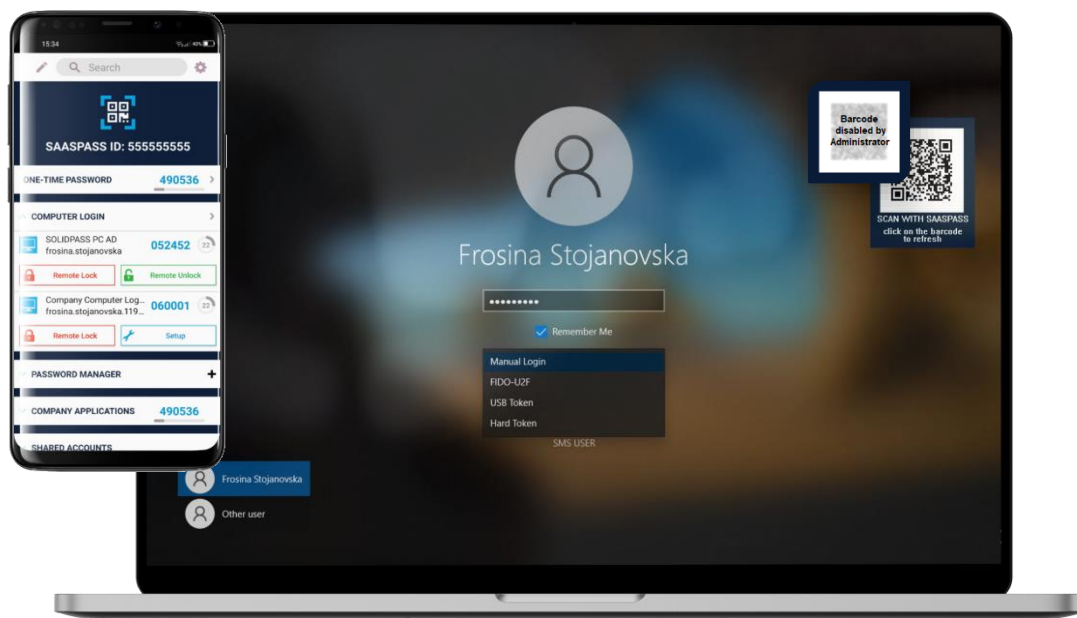 15:34
40%
Search
SAASPASS ID: 555555555
ONE-TIME PASSWORD 490536
COMPUTER LOGIN
SOLIDPASS PC AD
frosina.stojanovska
052452 22
Remote Lock Remote Unlock
Company Computer Log...
frosina.stojanovska.119...
060001 22
Remote Lock Setup
PASSWORD MANAGER +
COMPANY APPLICATIONS 490536
SHARED ACCOUNTS
Frosina Stojanovska
Remember Me
Manual Login
FIDO-U2F
USB Token
Hard Token
SMS USER
Barcode
disabled by
Administrator
SCAN WITH SAASPASS
click on the barcode
to refresh
Frosina Stojanovska
Other user